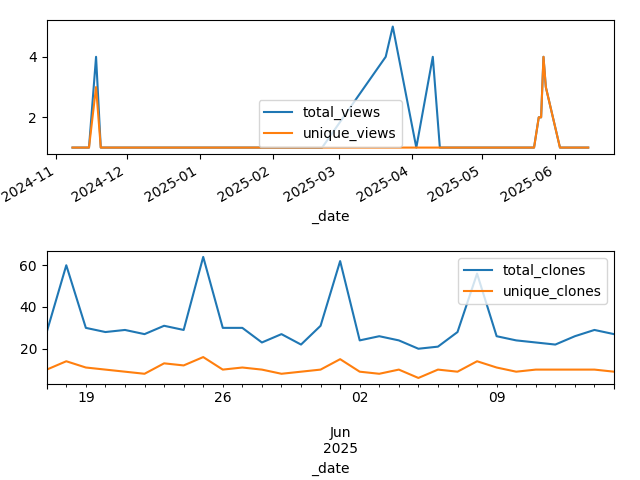 4
2
total_views
unique_views
2024-11
2024-12
2025-01
2025-02
2025-03
2025-04
2025-05
2025-06
_date
60
40
20
total_clones
unique_clones
19
26
02
09
Jun
2025
_date